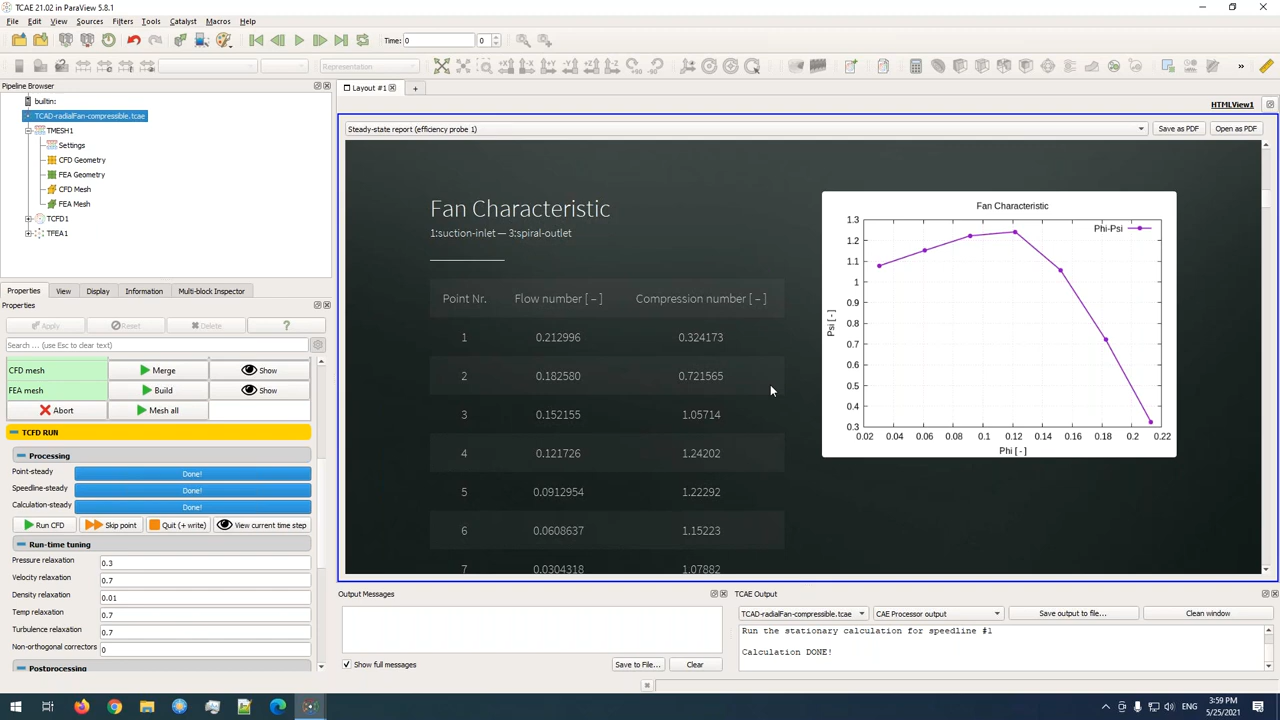 TCAE 21.02 in ParaView 5.8.1
File Edit View Sources Filters Tools Catalyst Macros Help
Time: 0 0
Representation
Pipeline Browser
builtin:
TCAD-radialFan-compressible.tcae
TMESH1
Settings
CFD Geometry
FEA Geometry
CFD Mesh
FEA Mesh
TCFD1
TFEA1
Properties View Display Information Multi-block Inspector
Properties
Apply Reset Delete ?
Search ... (use Esc to clear text)
CFD mesh Merge Show
FEA mesh Build Show
Abort Mesh all
TCFD RUN
Processing
Point-steady Done!
Speedline-steady Done!
Calculation-steady Done!
Run CFD Skip point Quit (+ write) View current time step
Run-time tuning
Pressure relaxation 0.3
Velocity relaxation 0.7
Density relaxation 0.01
Temp relaxation 0.7
Turbulence relaxation 0.7
Non-orthogonal correctors 0
Postprocessing
Layout #1 +
HTMLView1
Steady-state report (efficiency probe 1) Save as PDF Open as PDF
Fan Characteristic
1:suction-inlet — 3:spiral-outlet
Point Nr. Flow number [ – ] Compression number [ – ]
1 0.212996 0.324173
2 0.182580 0.721565
3 0.152155 1.05714
4 0.121726 1.24202
5 0.0912954 1.22292
6 0.0608637 1.15223
7 0.0304318 1.07882
Fan Characteristic
Phi-Psi
Psi [ - ]
1.3
1.2
1.1
1
0.9
0.8
0.7
0.6
0.5
0.4
0.3
0.02 0.04 0.06 0.08 0.1 0.12 0.14 0.16 0.18 0.2 0.22
Phi [ - ]
Output Messages
Show full messages Save to File... Clear
TCAE Output
TCAD-radialFan-compressible.tcae CAE Processor output Save output to file... Clean window
Run the stationary calculation for speedline #1
Calculation DONE!
ENG 3:59 PM
5/25/2021